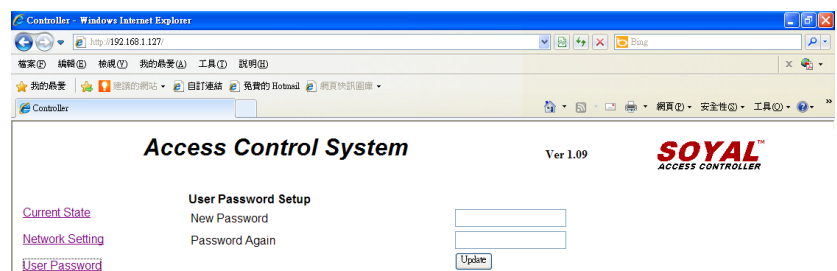 Controller - Windows Internet Explorer
http://192.168.1.127/
Bing
檔案(F) 編輯(E) 檢視(V) 我的最愛(A) 工具(T) 說明(H)
我的最愛 建議的網站 自訂連結 免費的 Hotmail 網頁快訊圖庫
Controller
網頁(P) 安全性(S) 工具(O) »
Access Control System Ver 1.09 SOYAL™
ACCESS CONTROLLER
User Password Setup
Current State New Password
Network Setting Password Again
User Password Update